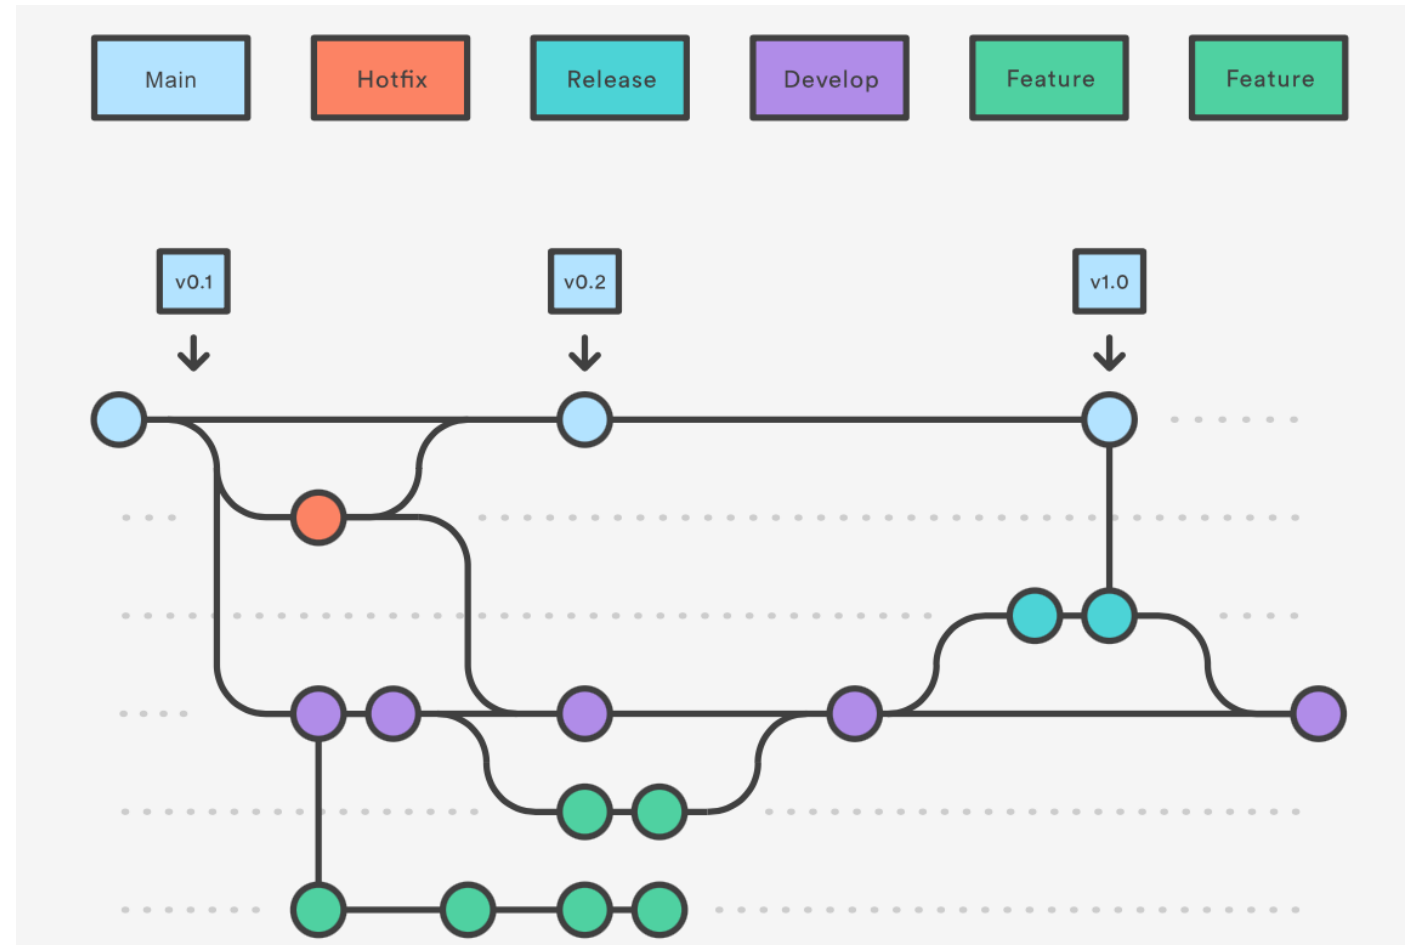 Main
Hotfix
Release
Develop
Feature
Feature
v0.1
v0.2
v1.0